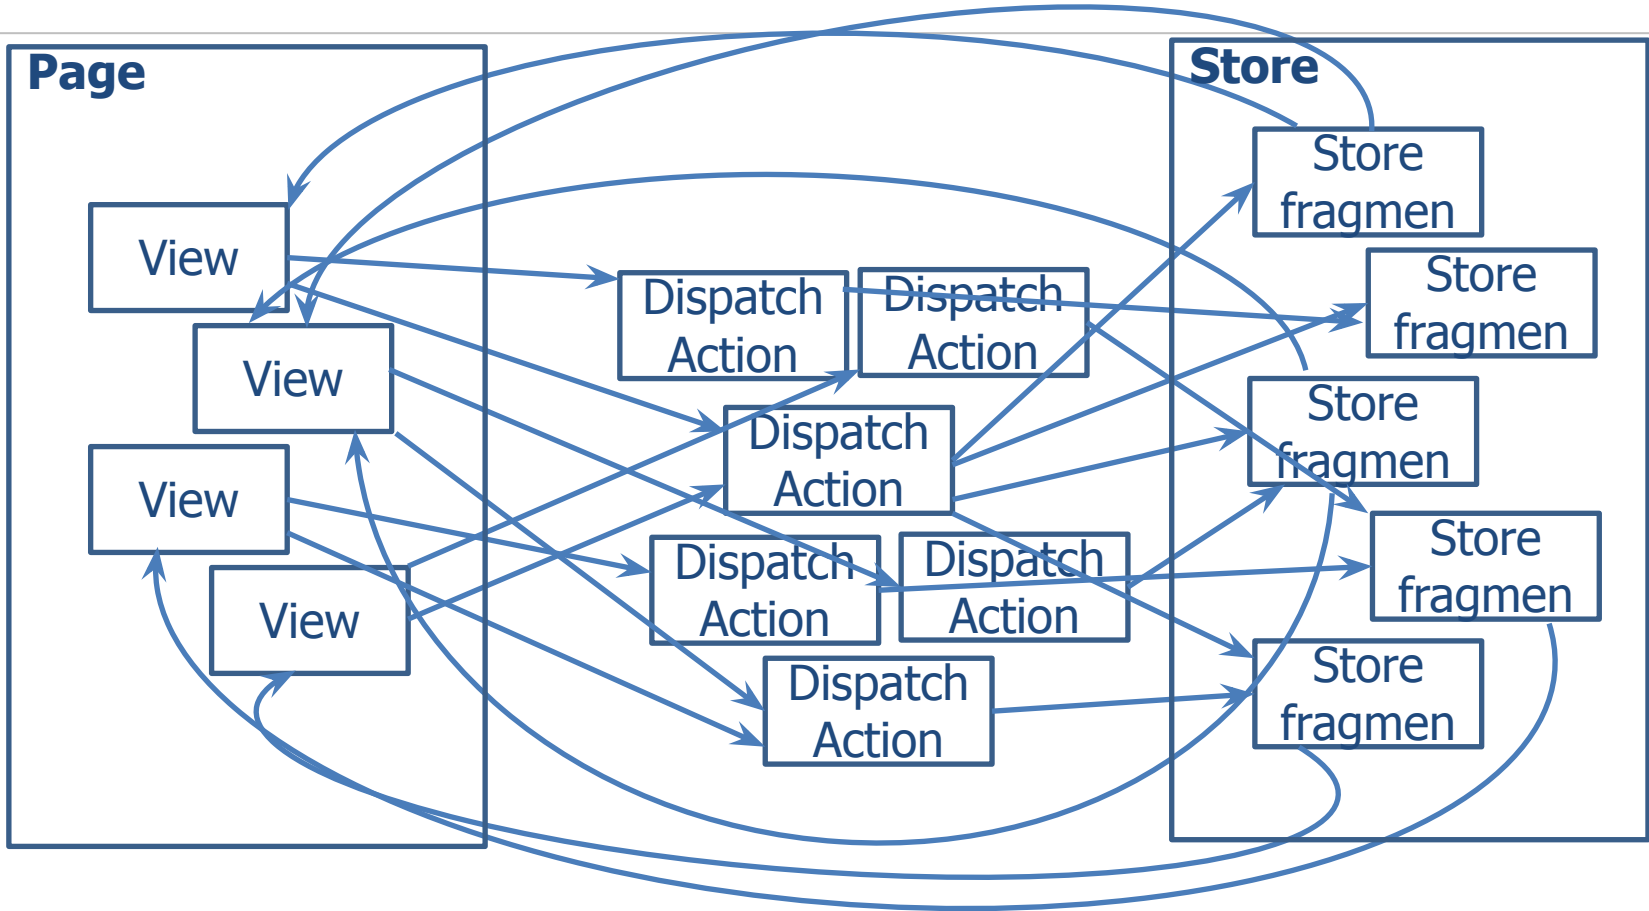 Page
View
View
View
View
Dispatch
Action
Dispatch
Action
Dispatch
Action
Dispatch
Action
Dispatch
Action
Dispatch
Action
Store
Store
fragmen
Store
fragmen
Store
fragmen
Store
fragmen
Store
fragmen